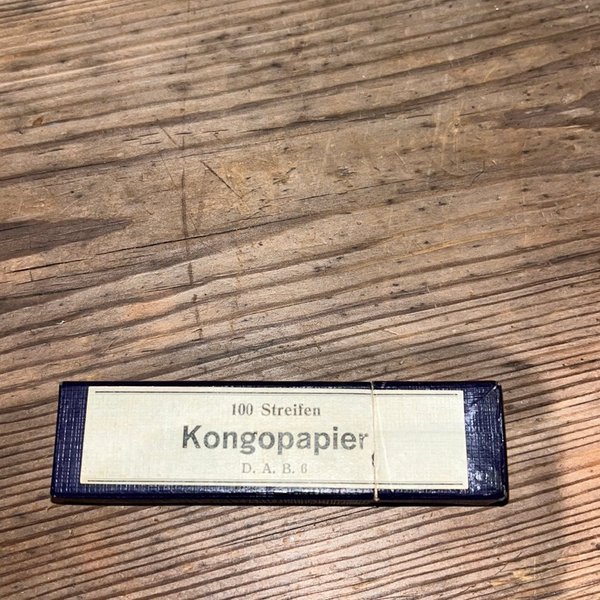 100 Streifen
Kongopapier
D. A. B. 6